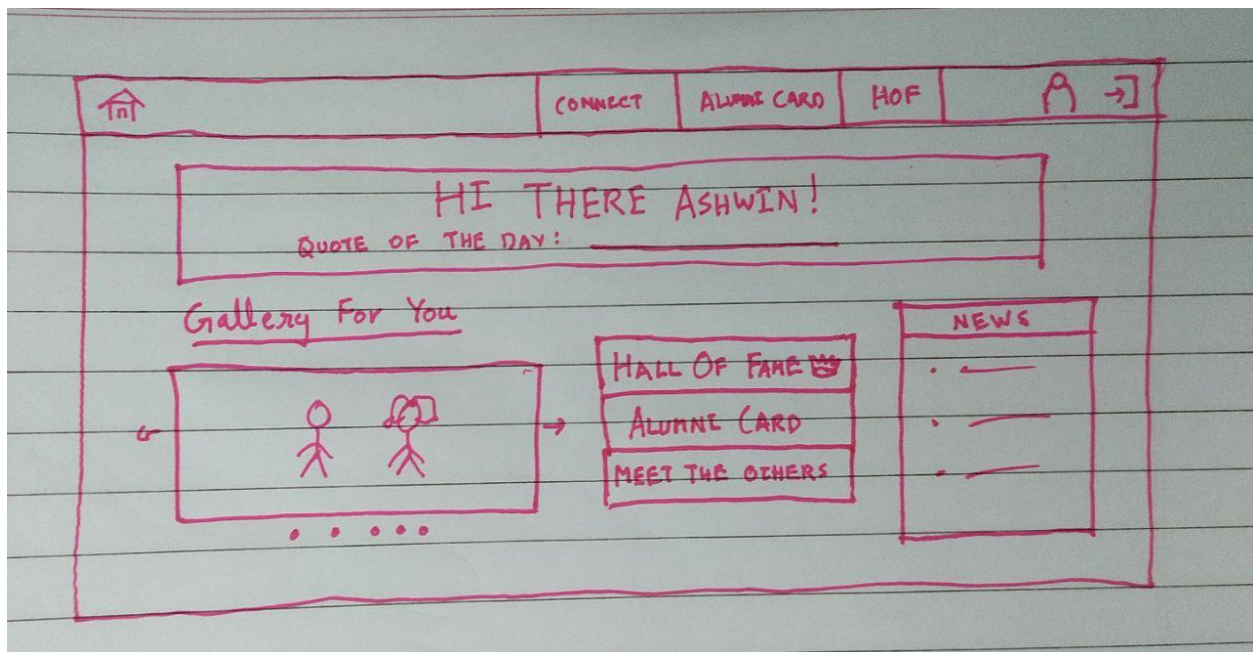 CONNECT
ALUMNI CARD
HOF
HI THERE ASHWIN!
QUOTE OF THE DAY:
Gallery For You
HALL OF FAME
ALUMNI CARD
MEET THE OTHERS
NEWS